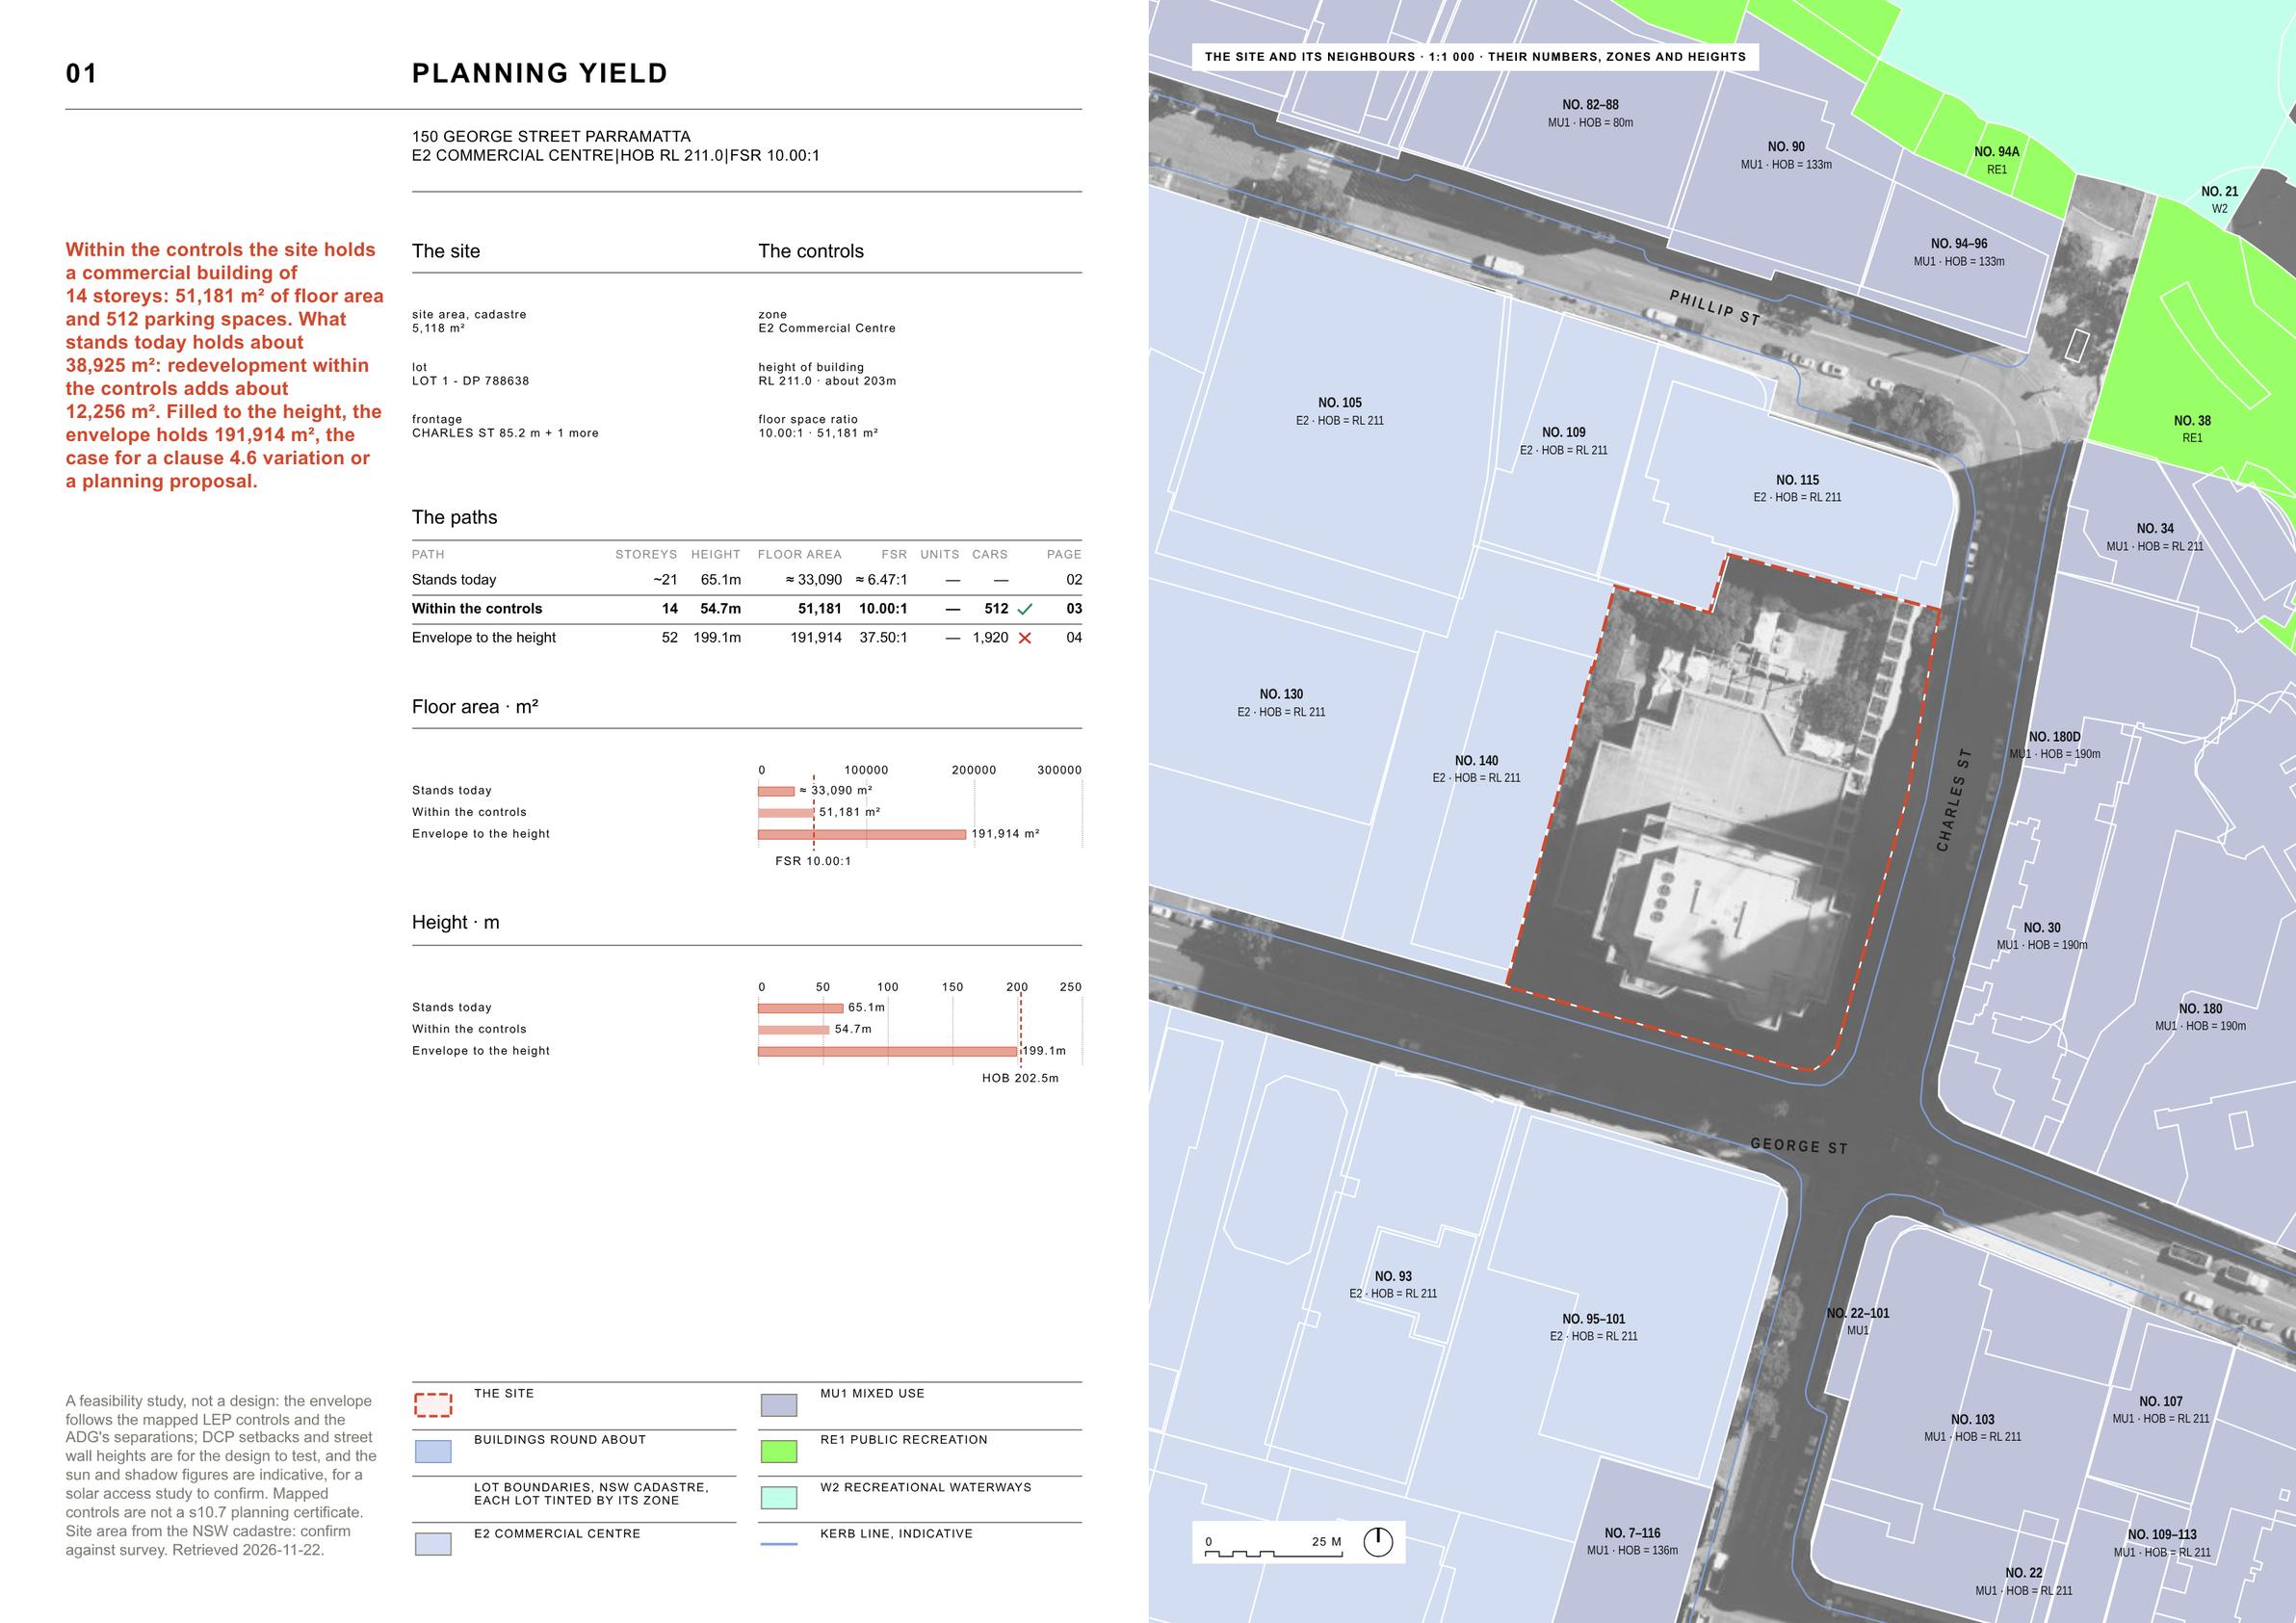 01
PLANNING YIELD
150 GEORGE STREET PARRAMATTA
E2 COMMERCIAL CENTRE|HOB RL 211.0|FSR 10.00:1
Within the controls the site holds
a commercial building of
14 storeys: 51,181 m² of floor area
and 512 parking spaces. What
stands today holds about
38,925 m²: redevelopment within
the controls adds about
12,256 m². Filled to the height, the
envelope holds 191,914 m², the
case for a clause 4.6 variation or
a planning proposal.
The site
site area, cadastre
5,118 m²
lot
LOT 1 - DP 788638
frontage
CHARLES ST 85.2 m + 1 more
The controls
zone
E2 Commercial Centre
height of building
RL 211.0 · about 203m
floor space ratio
10.00:1 · 51,181 m²
The paths
PATH STOREYS HEIGHT FLOOR AREA FSR UNITS CARS PAGE
Stands today ~21 65.1m ≈ 33,090 ≈ 6.47:1 — — 02
Within the controls 14 54.7m 51,181 10.00:1 — 512 ✓ 03
Envelope to the height 52 199.1m 191,914 37.50:1 — 1,920 ✕ 04
Floor area · m²
0 100000 200000 300000
Stands today ≈ 33,090 m²
Within the controls 51,181 m²
Envelope to the height 191,914 m²
FSR 10.00:1
Height · m
0 50 100 150 200 250
Stands today 65.1m
Within the controls 54.7m
Envelope to the height 199.1m
HOB 202.5m
A feasibility study, not a design: the envelope
follows the mapped LEP controls and the
ADG's separations; DCP setbacks and street
wall heights are for the design to test, and the
sun and shadow figures are indicative, for a
solar access study to confirm. Mapped
controls are not a s10.7 planning certificate.
Site area from the NSW cadastre: confirm
against survey. Retrieved 2026-11-22.
THE SITE
BUILDINGS ROUND ABOUT
LOT BOUNDARIES, NSW CADASTRE,
EACH LOT TINTED BY ITS ZONE
E2 COMMERCIAL CENTRE
MU1 MIXED USE
RE1 PUBLIC RECREATION
W2 RECREATIONAL WATERWAYS
KERB LINE, INDICATIVE
THE SITE AND ITS NEIGHBOURS · 1:1 000 · THEIR NUMBERS, ZONES AND HEIGHTS
NO. 82–88
MU1 · HOB = 80m
NO. 90
MU1 · HOB = 133m
NO. 94A
RE1
NO. 21
W2
NO. 94–96
MU1 · HOB = 133m
PHILLIP ST
NO. 105
E2 · HOB = RL 211
NO. 109
E2 · HOB = RL 211
NO. 38
RE1
NO. 115
E2 · HOB = RL 211
NO. 34
MU1 · HOB = RL 211
NO. 130
E2 · HOB = RL 211
NO. 140
E2 · HOB = RL 211
NO. 180D
MU1 · HOB = 190m
CHARLES ST
NO. 30
MU1 · HOB = 190m
NO. 180
MU1 · HOB = 190m
GEORGE ST
NO. 93
E2 · HOB = RL 211
NO. 95–101
E2 · HOB = RL 211
NO. 22–101
MU1
NO. 103
MU1 · HOB = RL 211
NO. 107
MU1 · HOB = RL 211
NO. 7–116
MU1 · HOB = 136m
NO. 109–113
MU1 · HOB = RL 211
NO. 22
MU1 · HOB = RL 211
0 25 M